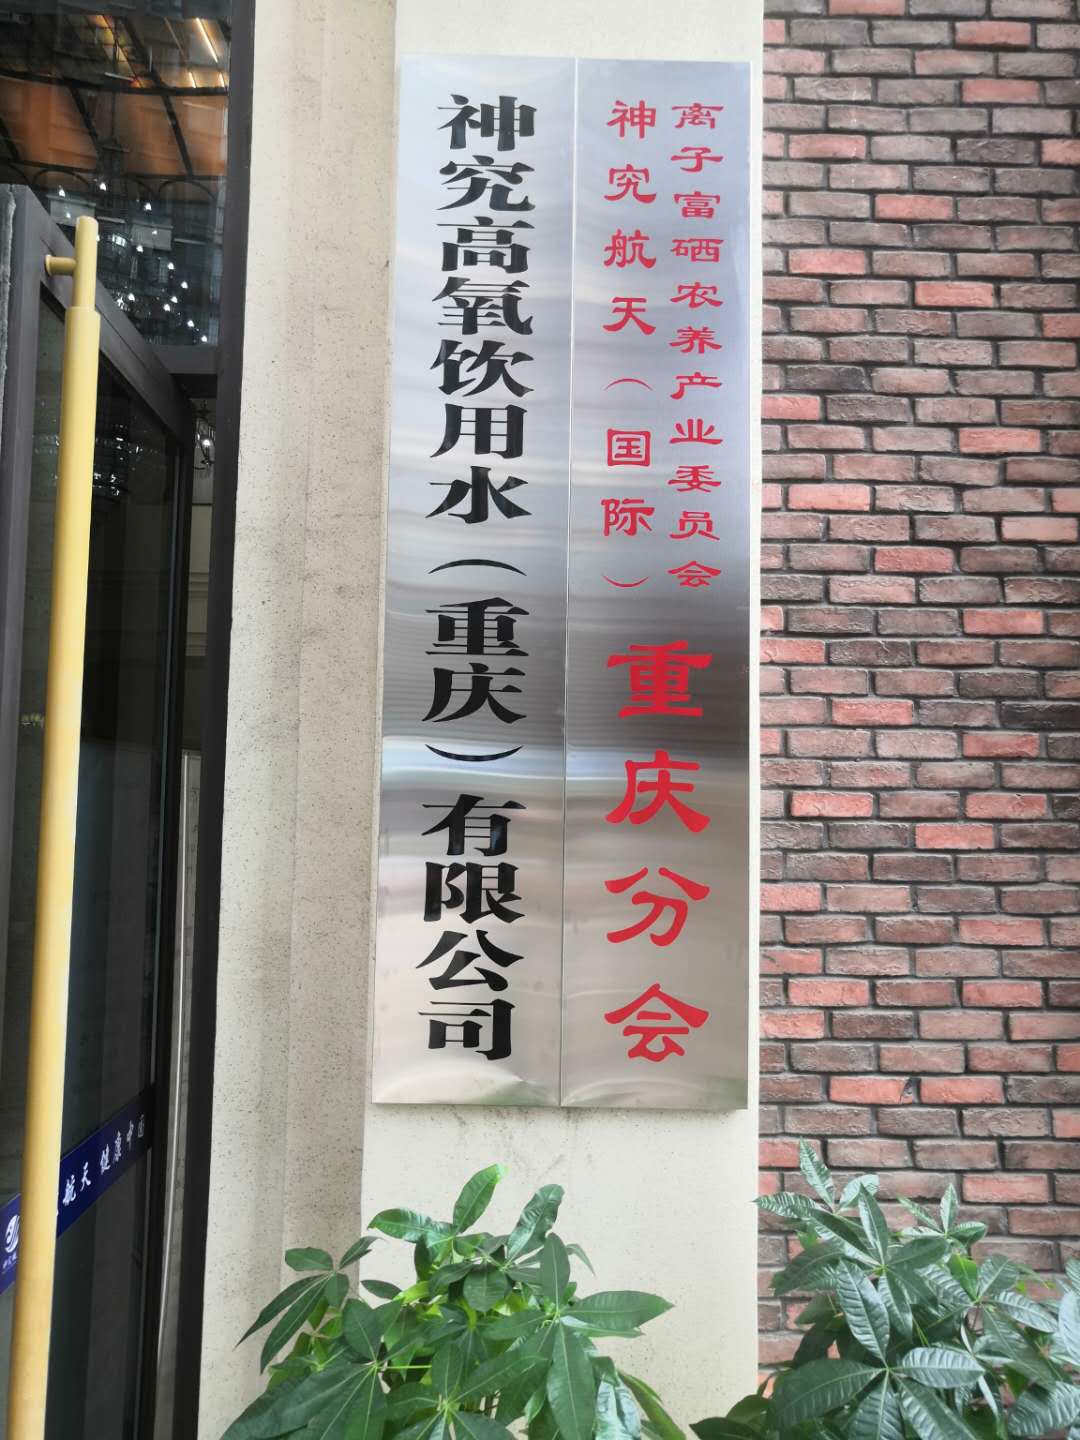 离子富硒农养产业委员会
神究航天（国际）
重庆分会
神究高氧饮用水（重庆）有限公司
航天 健康中